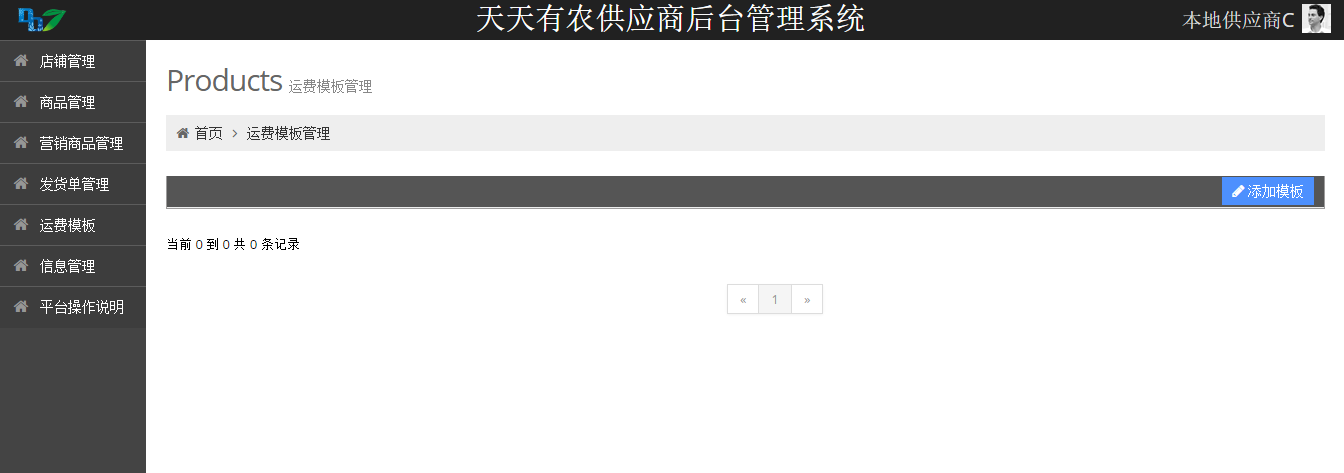 天天有农供应商后台管理系统
本地供应商C
店铺管理
商品管理
营销商品管理
发货单管理
运费模板
信息管理
平台操作说明
Products 运费模板管理
首页 > 运费模板管理
添加模板
当前 0 到 0 共 0 条记录
« 1 »